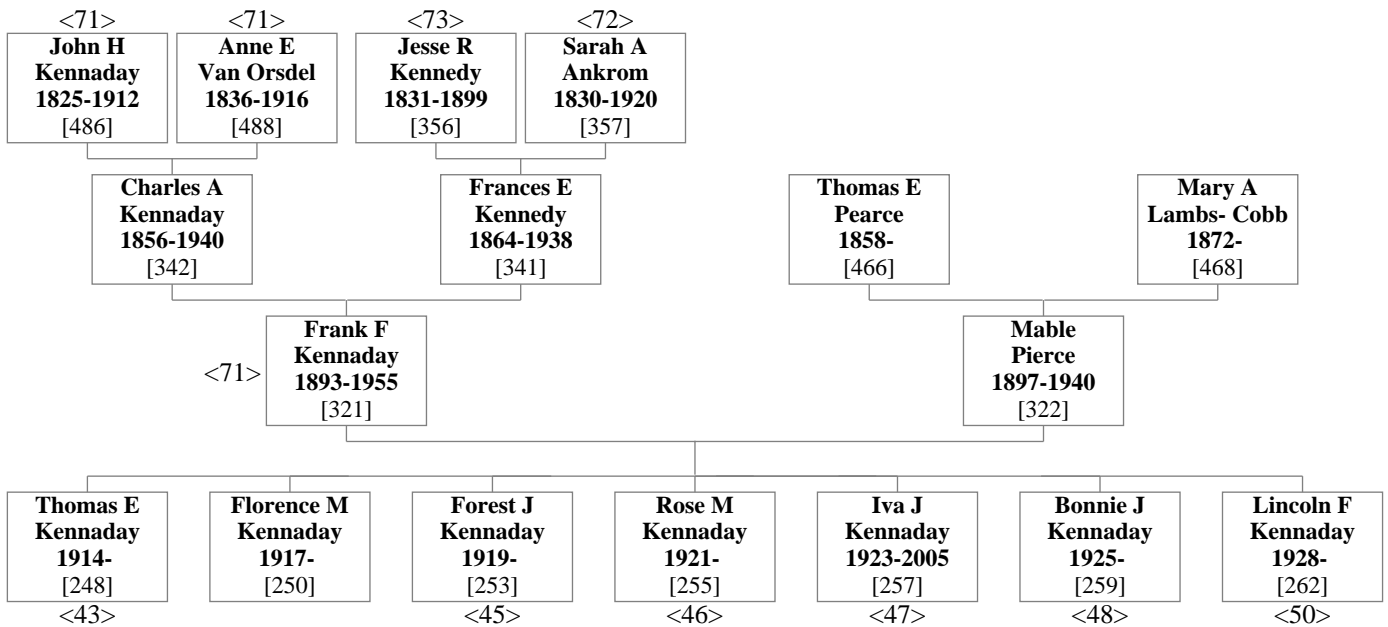 <71>
John H
Kennaday
1825-1912
[486]
<71>
Anne E
Van Orsdel
1836-1916
[488]
<73>
Jesse R
Kennedy
1831-1899
[356]
<72>
Sarah A
Ankrom
1830-1920
[357]
Charles A
Kennaday
1856-1940
[342]
Frances E
Kennedy
1864-1938
[341]
Thomas E
Pearce
1858-
[466]
Mary A
Lambs- Cobb
1872-
[468]
<71>
Frank F
Kennaday
1893-1955
[321]
Mable
Pierce
1897-1940
[322]
Thomas E
Kennaday
1914-
[248]
<43>
Florence M
Kennaday
1917-
[250]
Forest J
Kennaday
1919-
[253]
<45>
Rose M
Kennaday
1921-
[255]
<46>
Iva J
Kennaday
1923-2005
[257]
<47>
Bonnie J
Kennaday
1925-
[259]
<48>
Lincoln F
Kennaday
1928-
[262]
<50>